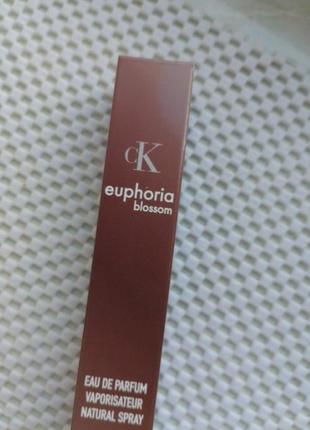 cK
euphoria
blossom
EAU DE PARFUM
VAPORISATEUR
NATURAL SPRAY